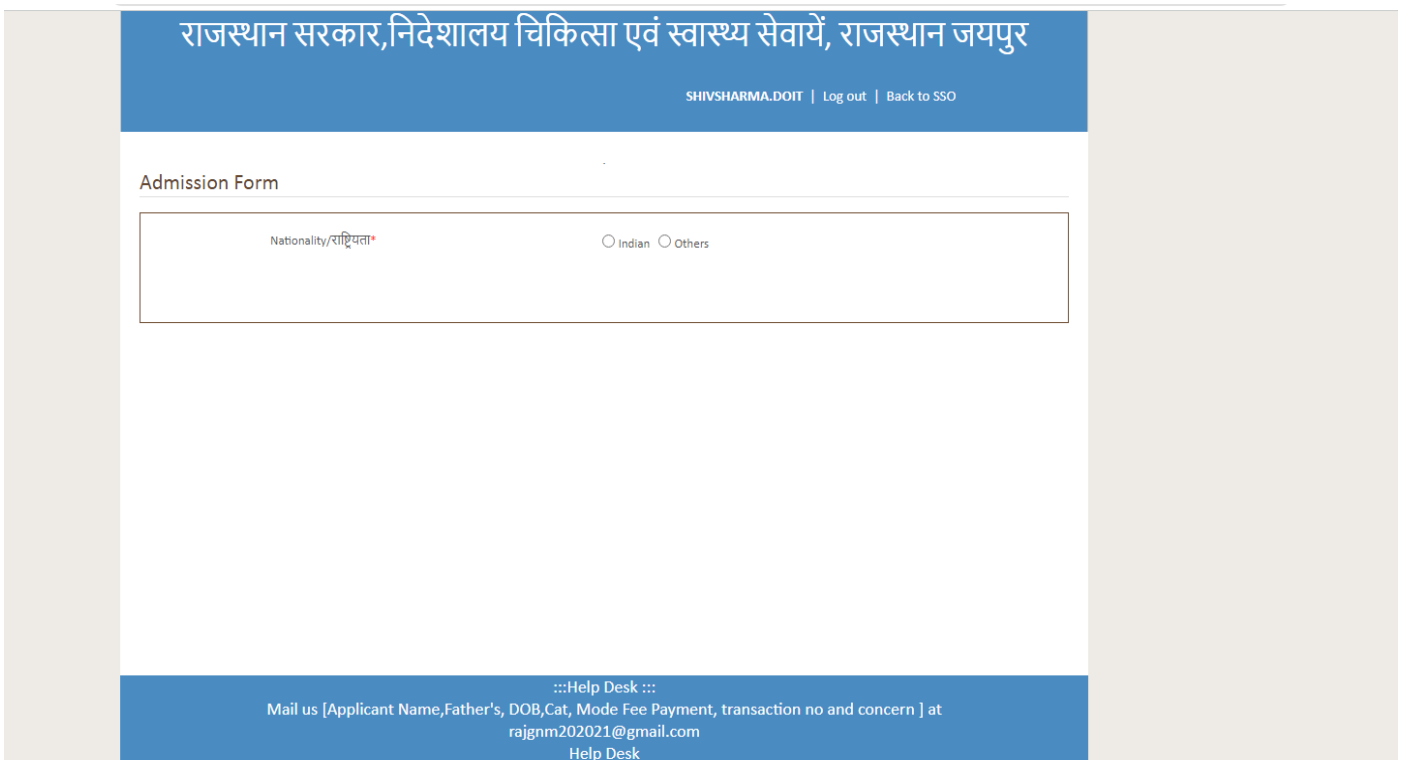 राजस्थान सरकार,निदेशालय चिकित्सा एवं स्वास्थ्य सेवायें, राजस्थान जयपुर
SHIVSHARMA.DOIT | Log out | Back to SSO
Admission Form
Nationality/राष्ट्रियता* Indian Others
:::Help Desk :::
Mail us [Applicant Name,Father's, DOB,Cat, Mode Fee Payment, transaction no and concern ] at
rajgnm202021@gmail.com
Help Desk